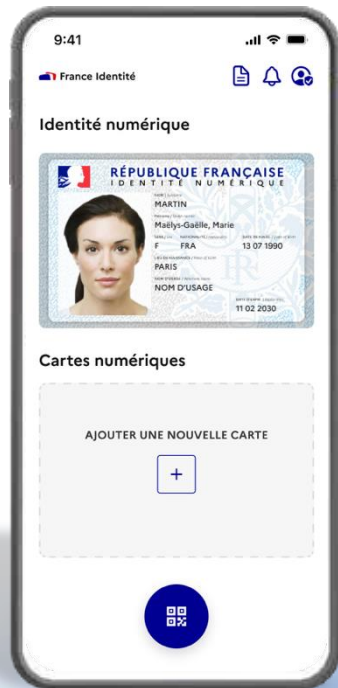 9:41
France Identité
Identité numérique
RÉPUBLIQUE FRANÇAISE
IDENTITÉ NUMÉRIQUE
MARTIN
Maëlys-Gaëlle, Marie
F FRA 13 07 1990
PARIS
NOM D'USAGE
11 02 2030
Cartes numériques
AJOUTER UNE NOUVELLE CARTE
+